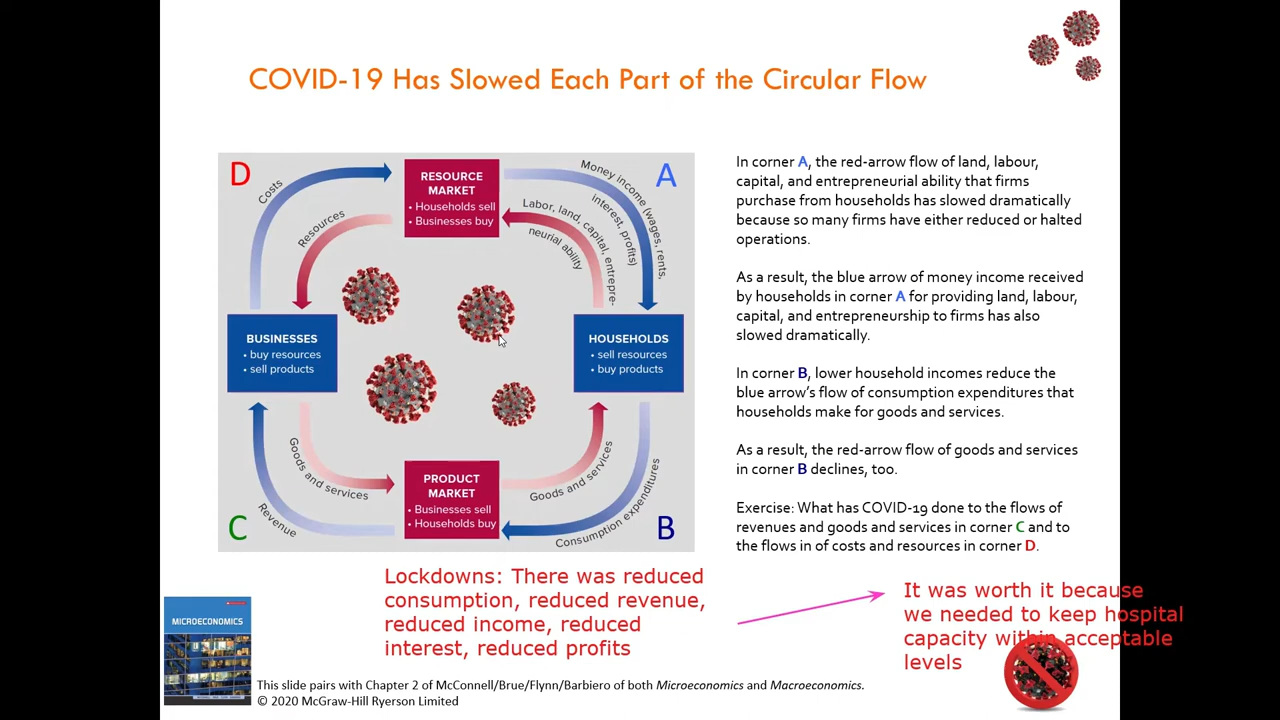 COVID-19 Has Slowed Each Part of the Circular Flow
D
Costs
Resources
RESOURCE
MARKET
• Households sell
• Businesses buy
Money income (wages, rents,
interest, profits)
Labor, land, capital, entrepre-
neurial ability
A
BUSINESSES
• buy resources
• sell products
HOUSEHOLDS
• sell resources
• buy products
Goods and services
Revenue
C
PRODUCT
MARKET
• Businesses sell
• Households buy
Goods and services
Consumption expenditures
B
In corner A, the red-arrow flow of land, labour,
capital, and entrepreneurial ability that firms
purchase from households has slowed dramatically
because so many firms have either reduced or halted
operations.
As a result, the blue arrow of money income received
by households in corner A for providing land, labour,
capital, and entrepreneurship to firms has also
slowed dramatically.
In corner B, lower household incomes reduce the
blue arrow's flow of consumption expenditures that
households make for goods and services.
As a result, the red-arrow flow of goods and services
in corner B declines, too.
Exercise: What has COVID-19 done to the flows of
revenues and goods and services in corner C and to
the flows in of costs and resources in corner D.
Lockdowns: There was reduced
consumption, reduced revenue,
reduced income, reduced
interest, reduced profits
It was worth it because
we needed to keep hospital
capacity within acceptable
levels
MICROECONOMICS
This slide pairs with Chapter 2 of McConnell/Brue/Flynn/Barbiero of both Microeconomics and Macroeconomics.
© 2020 McGraw-Hill Ryerson Limited